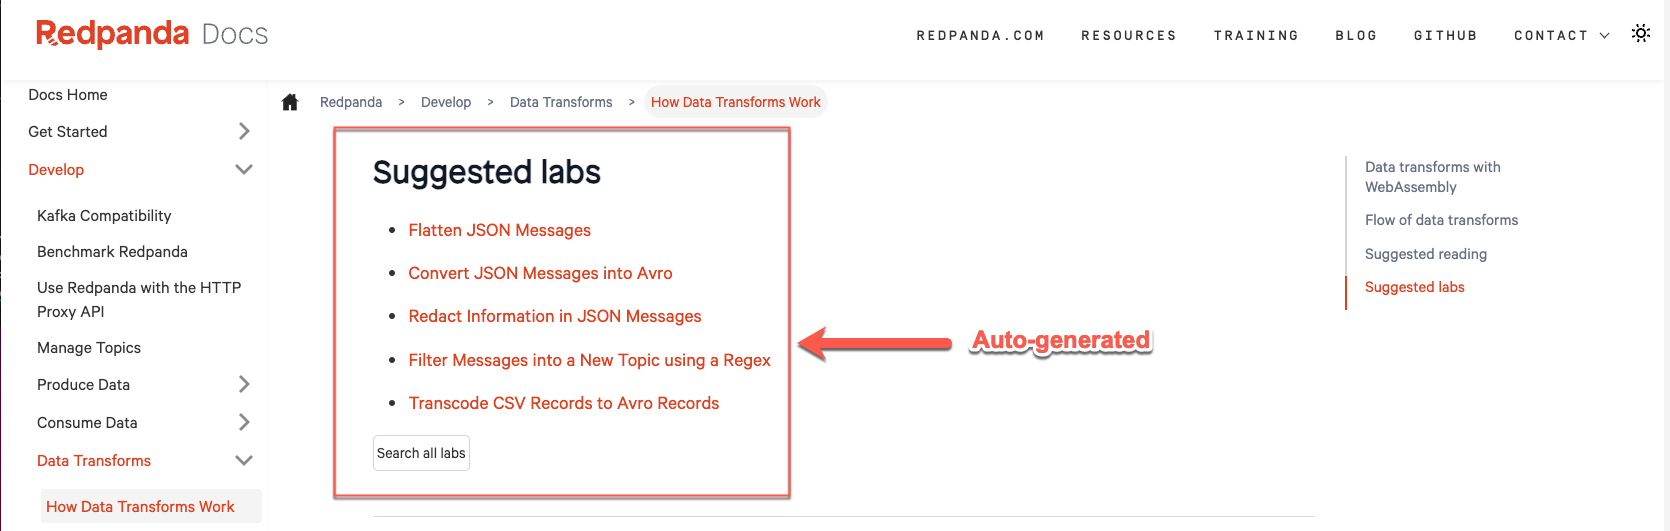 Redpanda Docs
REDPANDA.COM RESOURCES TRAINING BLOG GITHUB CONTACT
Docs Home
Get Started
Develop
Kafka Compatibility
Benchmark Redpanda
Use Redpanda with the HTTP
Proxy API
Manage Topics
Produce Data
Consume Data
Data Transforms
How Data Transforms Work
Redpanda > Develop > Data Transforms > How Data Transforms Work
Suggested labs
• Flatten JSON Messages
• Convert JSON Messages into Avro
• Redact Information in JSON Messages
• Filter Messages into a New Topic using a Regex
• Transcode CSV Records to Avro Records
Search all labs
Auto-generated
Data transforms with
WebAssembly
Flow of data transforms
Suggested reading
Suggested labs